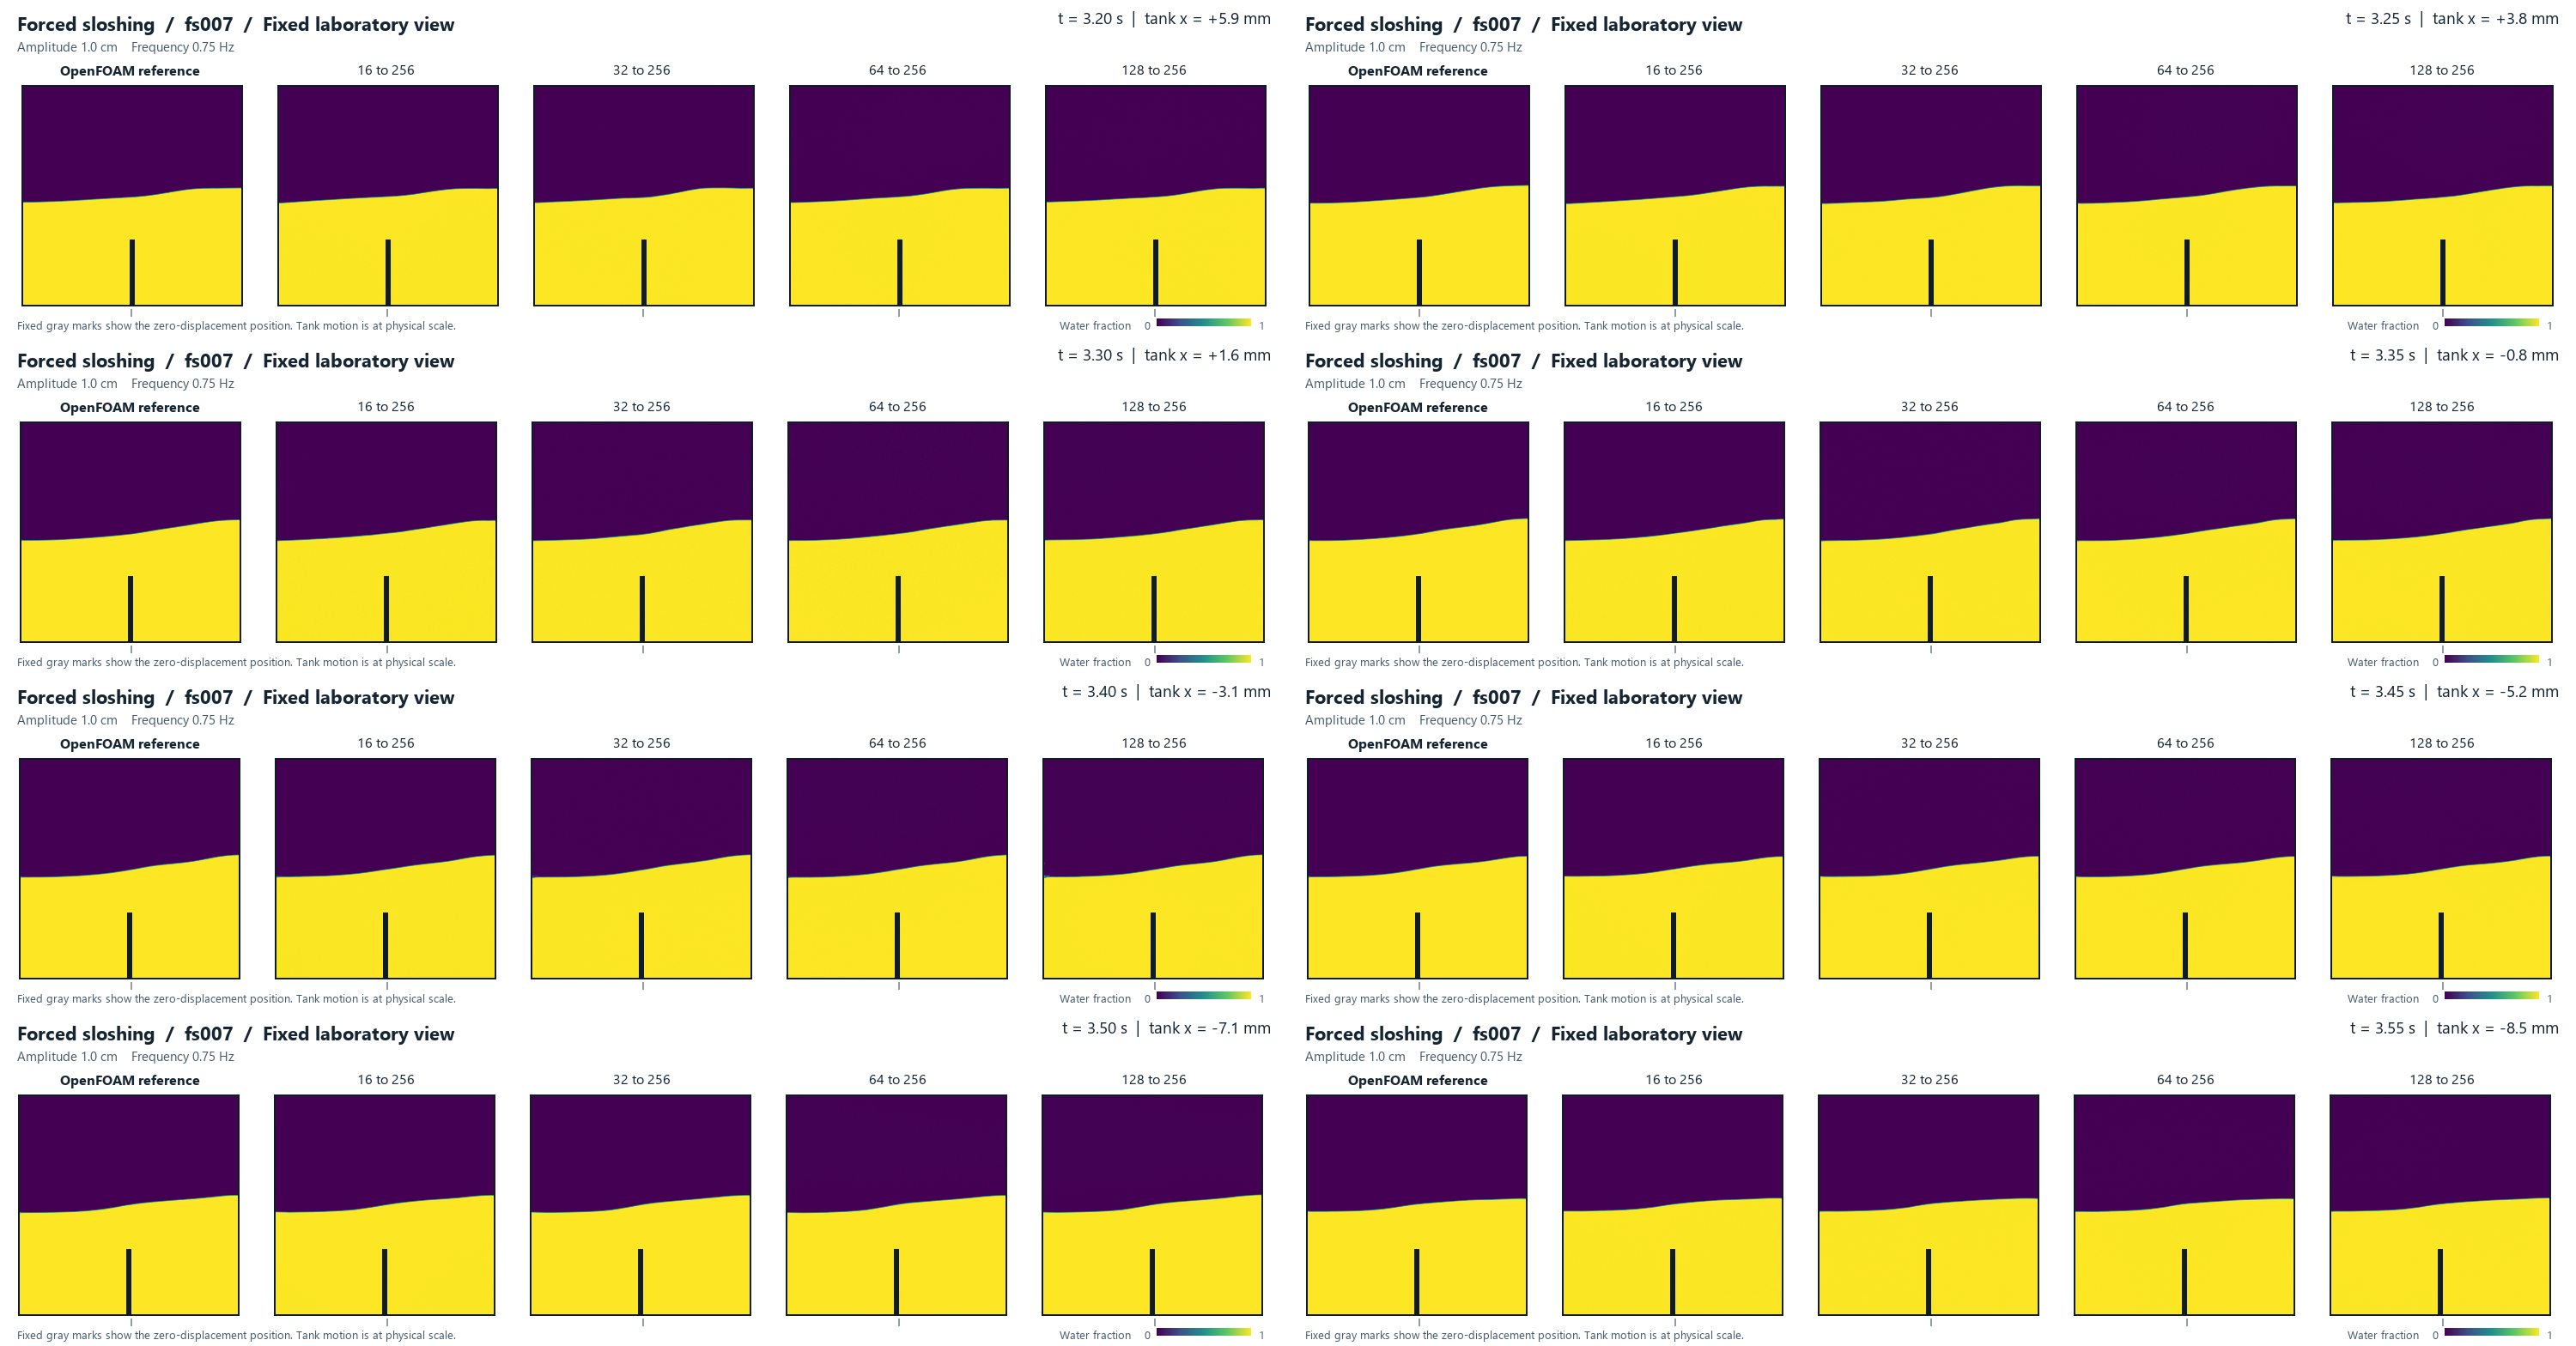 Forced sloshing / fs007 / Fixed laboratory view
t = 3.20 s | tank x = +5.9 mm
Amplitude 1.0 cm Frequency 0.75 Hz
OpenFOAM reference 16 to 256 32 to 256 64 to 256 128 to 256
Fixed gray marks show the zero-displacement position. Tank motion is at physical scale.
Water fraction 0 1
Forced sloshing / fs007 / Fixed laboratory view
t = 3.25 s | tank x = +3.8 mm
Amplitude 1.0 cm Frequency 0.75 Hz
OpenFOAM reference 16 to 256 32 to 256 64 to 256 128 to 256
Fixed gray marks show the zero-displacement position. Tank motion is at physical scale.
Water fraction 0 1
Forced sloshing / fs007 / Fixed laboratory view
t = 3.30 s | tank x = +1.6 mm
Amplitude 1.0 cm Frequency 0.75 Hz
OpenFOAM reference 16 to 256 32 to 256 64 to 256 128 to 256
Fixed gray marks show the zero-displacement position. Tank motion is at physical scale.
Water fraction 0 1
Forced sloshing / fs007 / Fixed laboratory view
t = 3.35 s | tank x = -0.8 mm
Amplitude 1.0 cm Frequency 0.75 Hz
OpenFOAM reference 16 to 256 32 to 256 64 to 256 128 to 256
Fixed gray marks show the zero-displacement position. Tank motion is at physical scale.
Water fraction 0 1
Forced sloshing / fs007 / Fixed laboratory view
t = 3.40 s | tank x = -3.1 mm
Amplitude 1.0 cm Frequency 0.75 Hz
OpenFOAM reference 16 to 256 32 to 256 64 to 256 128 to 256
Fixed gray marks show the zero-displacement position. Tank motion is at physical scale.
Water fraction 0 1
Forced sloshing / fs007 / Fixed laboratory view
t = 3.45 s | tank x = -5.2 mm
Amplitude 1.0 cm Frequency 0.75 Hz
OpenFOAM reference 16 to 256 32 to 256 64 to 256 128 to 256
Fixed gray marks show the zero-displacement position. Tank motion is at physical scale.
Water fraction 0 1
Forced sloshing / fs007 / Fixed laboratory view
t = 3.50 s | tank x = -7.1 mm
Amplitude 1.0 cm Frequency 0.75 Hz
OpenFOAM reference 16 to 256 32 to 256 64 to 256 128 to 256
Fixed gray marks show the zero-displacement position. Tank motion is at physical scale.
Water fraction 0 1
Forced sloshing / fs007 / Fixed laboratory view
t = 3.55 s | tank x = -8.5 mm
Amplitude 1.0 cm Frequency 0.75 Hz
OpenFOAM reference 16 to 256 32 to 256 64 to 256 128 to 256
Fixed gray marks show the zero-displacement position. Tank motion is at physical scale.
Water fraction 0 1